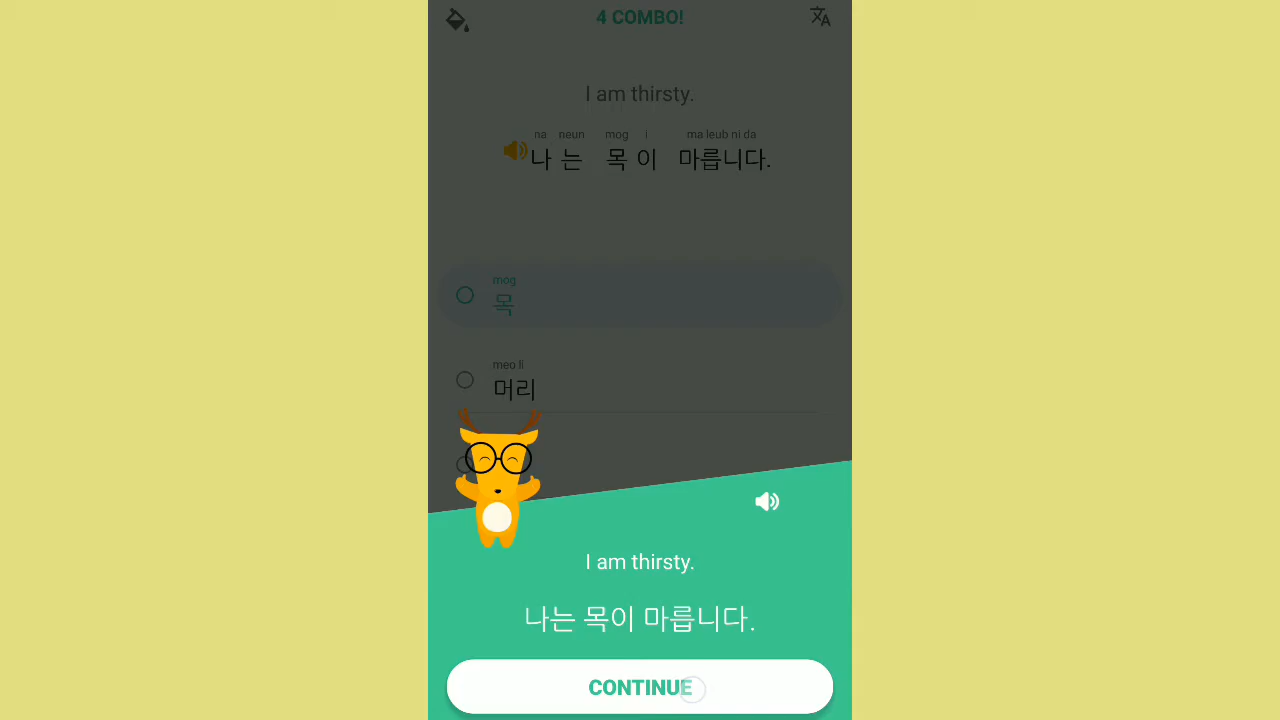 4 COMBO!
I am thirsty.
na neun mog i ma leub ni da
나는 목이 마릅니다.
mog
목
meo li
머리
I am thirsty.
나는 목이 마릅니다.
CONTINUE